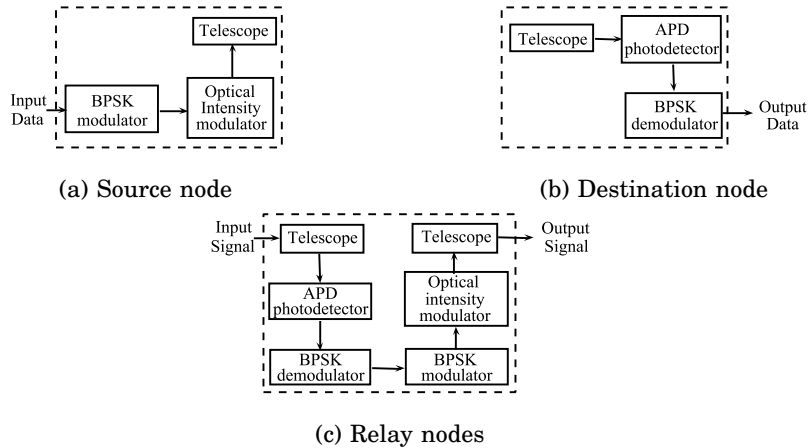 Telescope
Input
Data
BPSK
modulator
Optical
Intensity
modulator
(a) Source node
Telescope
APD
photodetector
BPSK
demodulator
Output
Data
(b) Destination node
Input
Signal
Telescope
APD
photodetector
BPSK
demodulator
BPSK
modulator
Optical
intensity
modulator
Telescope
Output
Signal
(c) Relay nodes